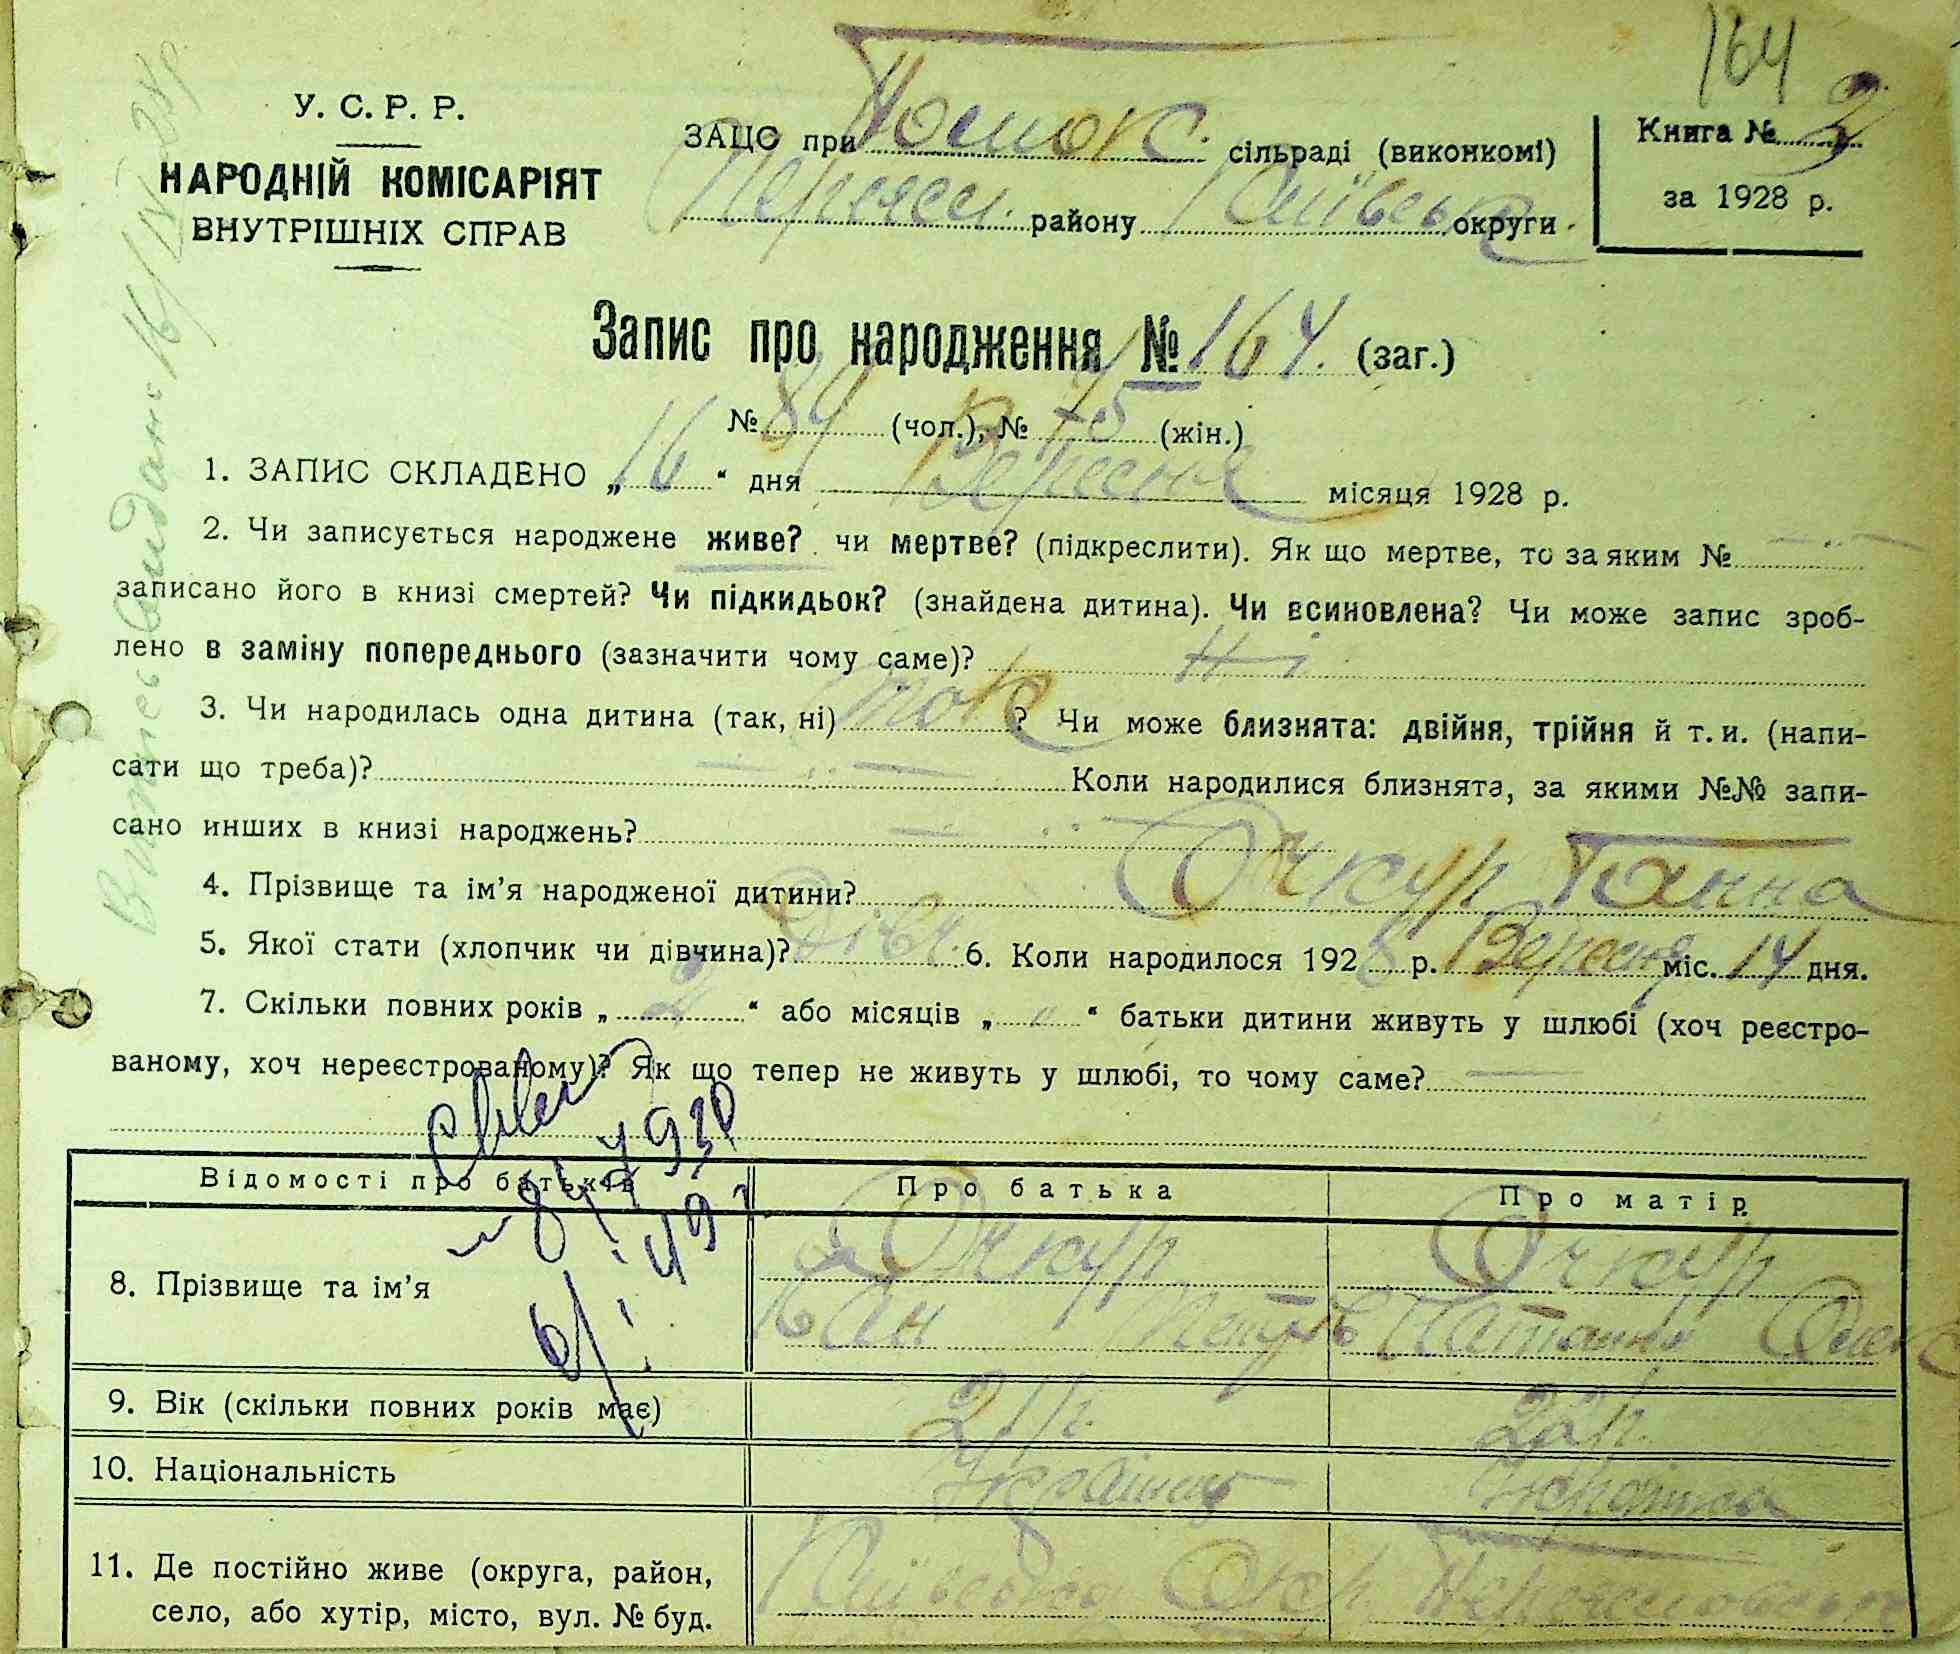 164
У. С. Р. Р.
НАРОДНІЙ КОМІСАРІЯТ
ВНУТРІШНІХ СПРАВ
ЗАЦС при сільраді (виконкомі)
району Київськ округи
Книга № 3
за 1928 р.
Запис про народження № 164. (заг.)
№ 89 (чол.), № 75 (жін.)
1. ЗАПИС СКЛАДЕНО „ 16 “ дня Вересня місяця 1928 р.
2. Чи записується народжене живе? чи мертве? (підкреслити). Як що мертве, то за яким №
записано його в книзі смертей? Чи підкидьок? (знайдена дитина). Чи всиновлена? Чи може запис зроб-
лено в заміну попереднього (зазначити чому саме)? Ні
3. Чи народилась одна дитина (так, ні) так ? Чи може близнята: двійня, трійня й т. и. (напи-
сати що треба)? Коли народилися близнята, за якими №№ запи-
сано инших в книзі народжень?
4. Прізвище та ім’я народженої дитини? Очкур Ганна
5. Якої стати (хлопчик чи дівчина)? Дівч. 6. Коли народилося 1928 р. Вересня міс. 14 дня.
7. Скільки повних років „ 2 “ або місяців „ “ батьки дитини живуть у шлюбі (хоч реєстро-
ваному, хоч нереєстрованому)? Як що тепер не живуть у шлюбі, то чому саме?
Відомості про батьків Про батька Про матір
8. Прізвище та ім’я Очкур Очкур
Іван Петрів Олекс
9. Вік (скільки повних років має) 21 р. 22 р.
10. Національність Українець Українка
11. Де постійно живе (округа, район, Київська Окр.
село, або хутір, місто, вул. № буд.